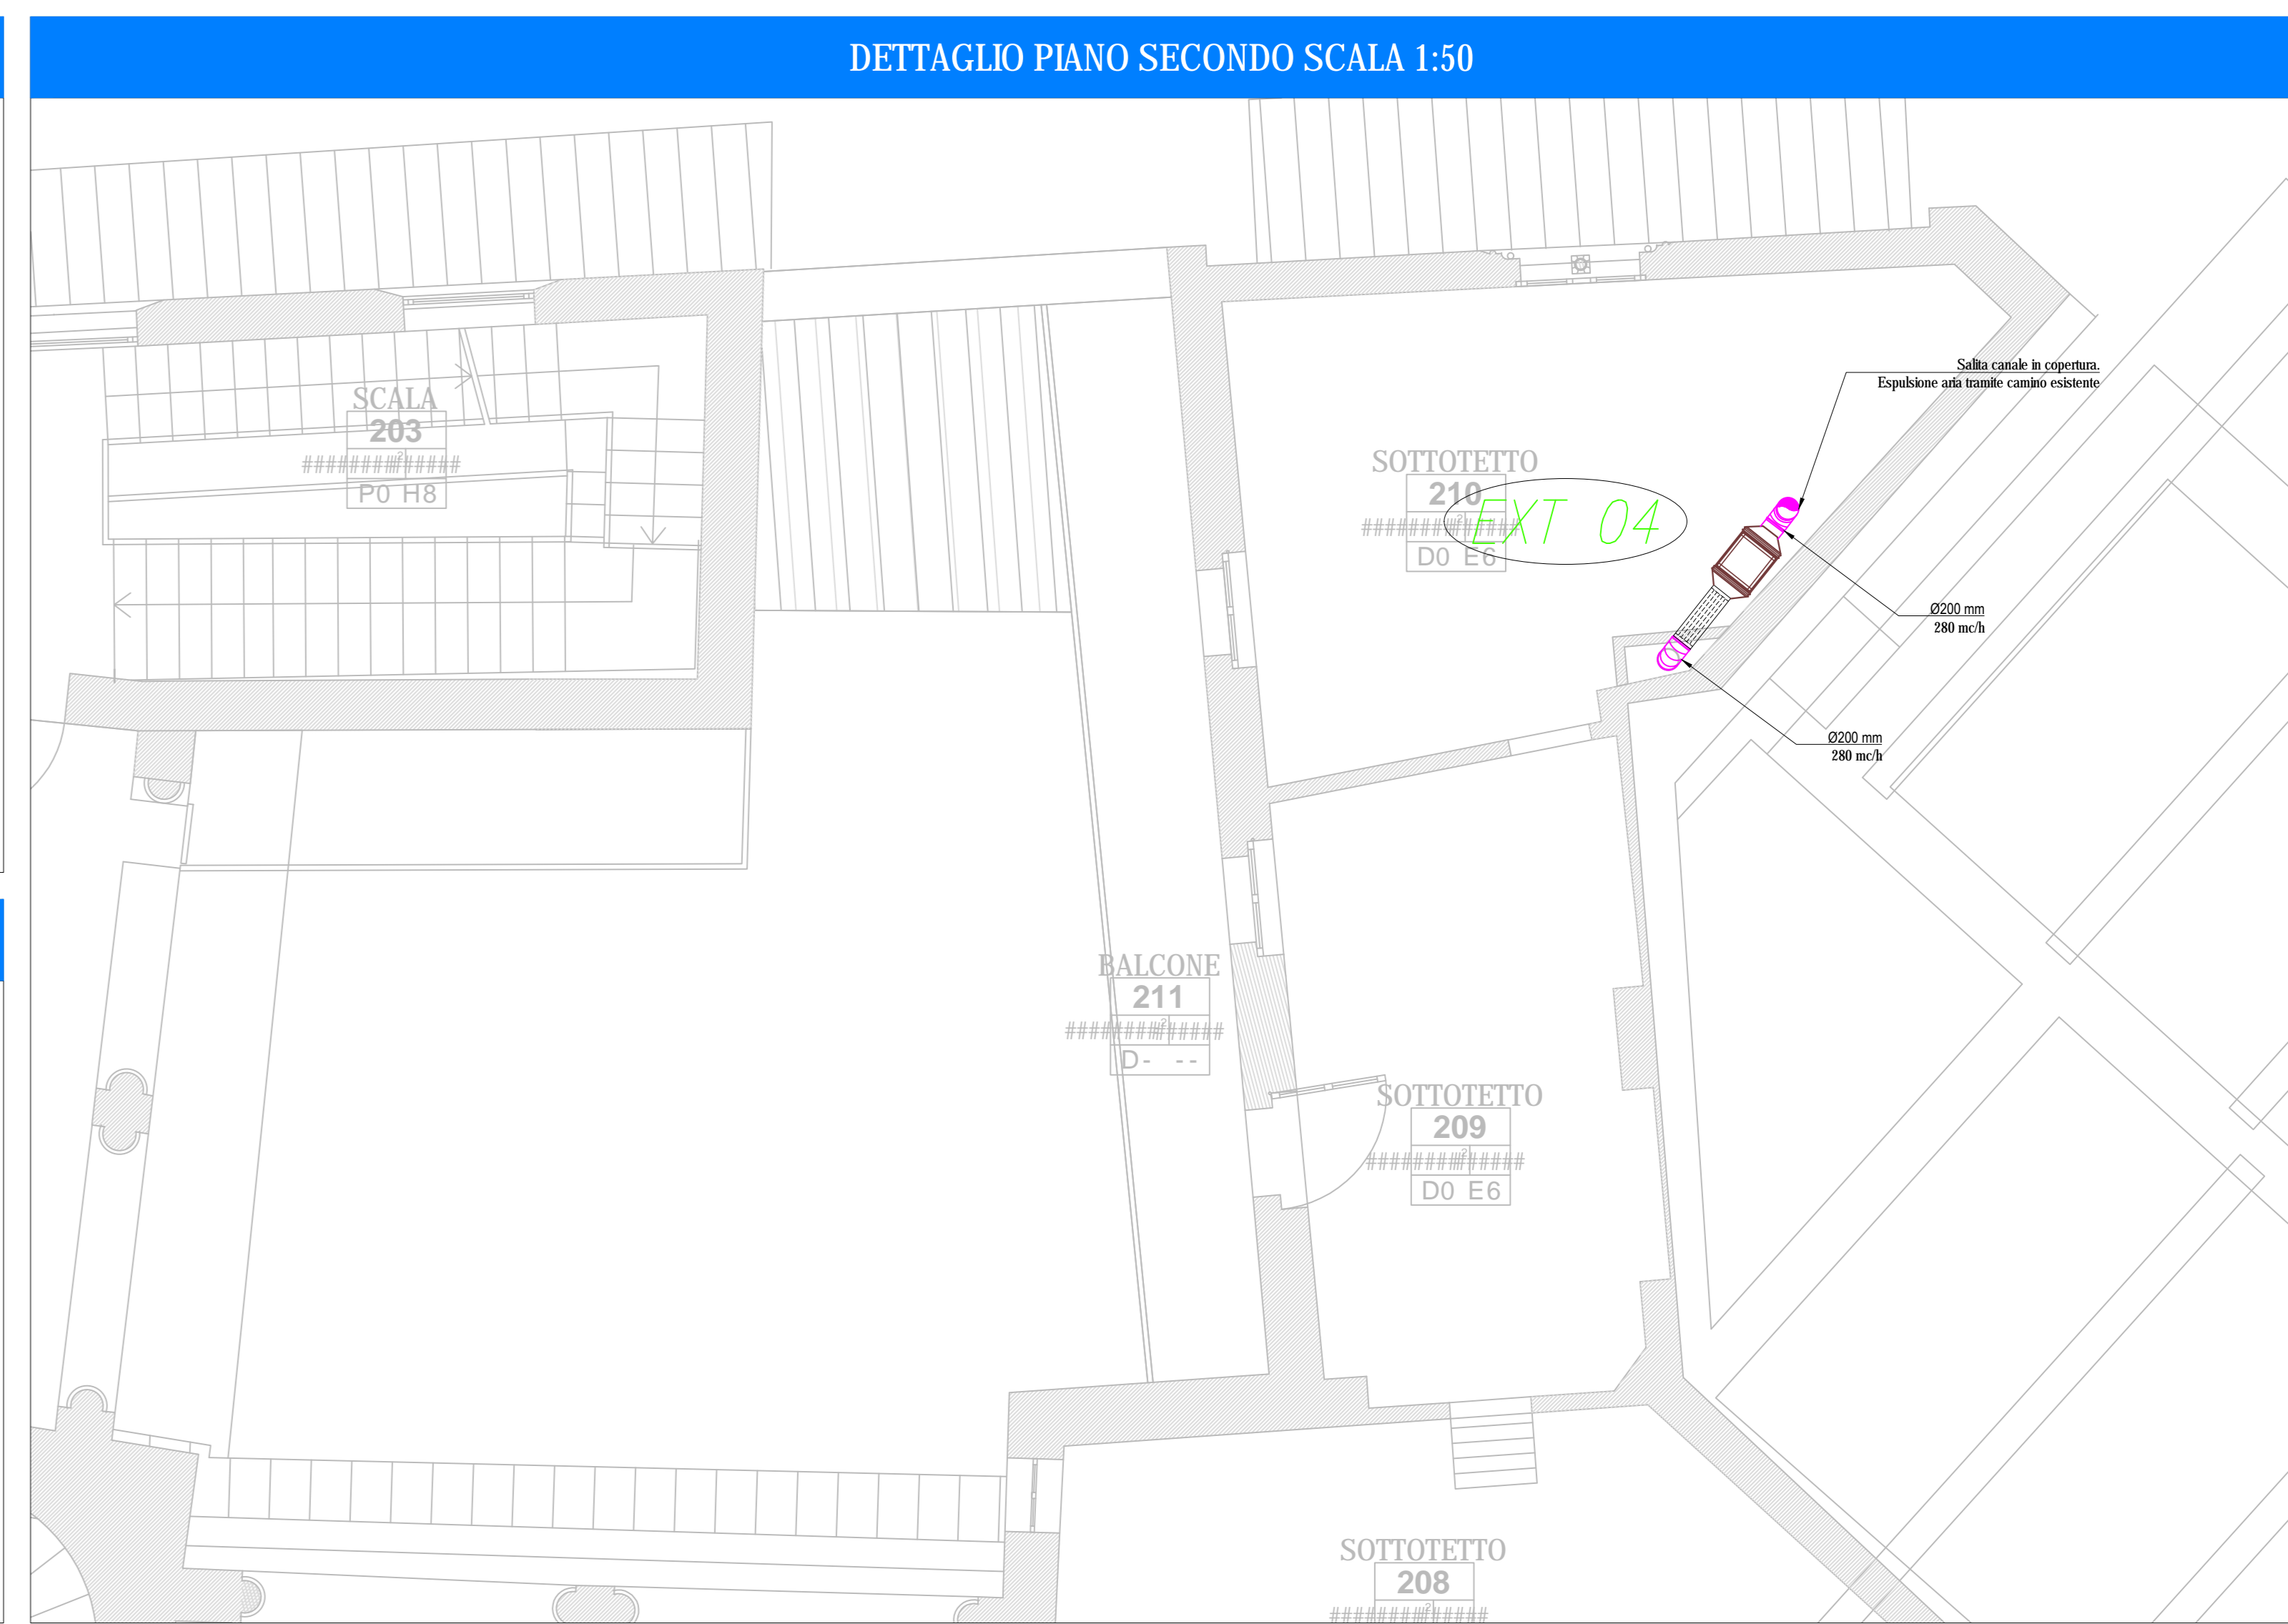 DETTAGLIO PIANO SECONDO SCALA 1:50
Salita canale in copertura.
Espulsione aria tramite camino esistente
SCALA
203
P0 H8
SOTTOTETTO
210
EXT 04
D0 E6
Ø200 mm
280 mc/h
Ø200 mm
280 mc/h
BALCONE
211
D- --
SOTTOTETTO
209
D0 E6
SOTTOTETTO
208